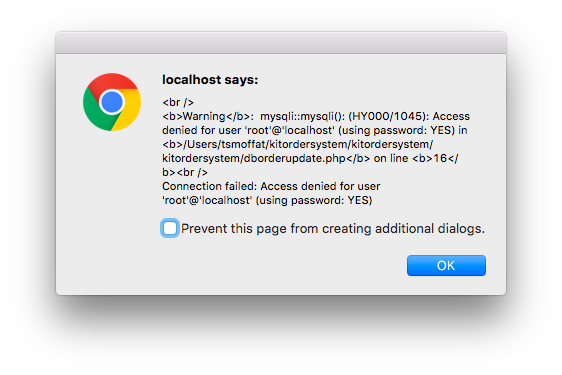 localhost says:
<br />
<b>Warning</b>:  mysqli::mysqli(): (HY000/1045): Access
denied for user 'root'@'localhost' (using password: YES) in
<b>/Users/tsmoffat/kitordersystem/kitordersystem/
kitordersystem/dborderupdate.php</b> on line <b>16</
b><br />
Connection failed: Access denied for user
'root'@'localhost' (using password: YES)
Prevent this page from creating additional dialogs.
OK